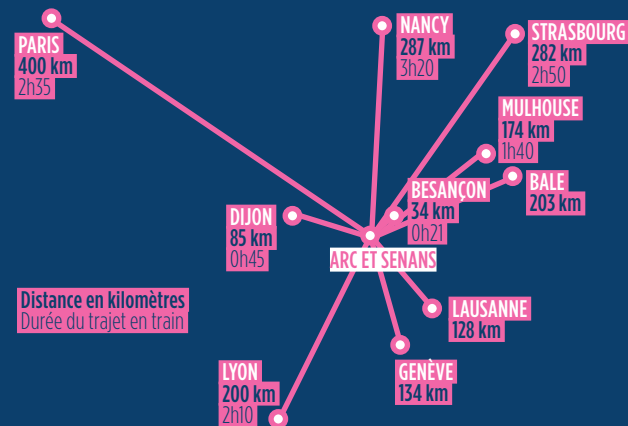 PARIS
400 km
2h35
NANCY
287 km
3h20
STRASBOURG
282 km
2h50
MULHOUSE
174 km
1h40
BALE
203 km
BESANÇON
34 km
0h21
DIJON
85 km
0h45
ARC ET SENANS
Distance en kilomètres
Durée du trajet en train
LAUSANNE
128 km
GENÈVE
134 km
LYON
200 km
2h10